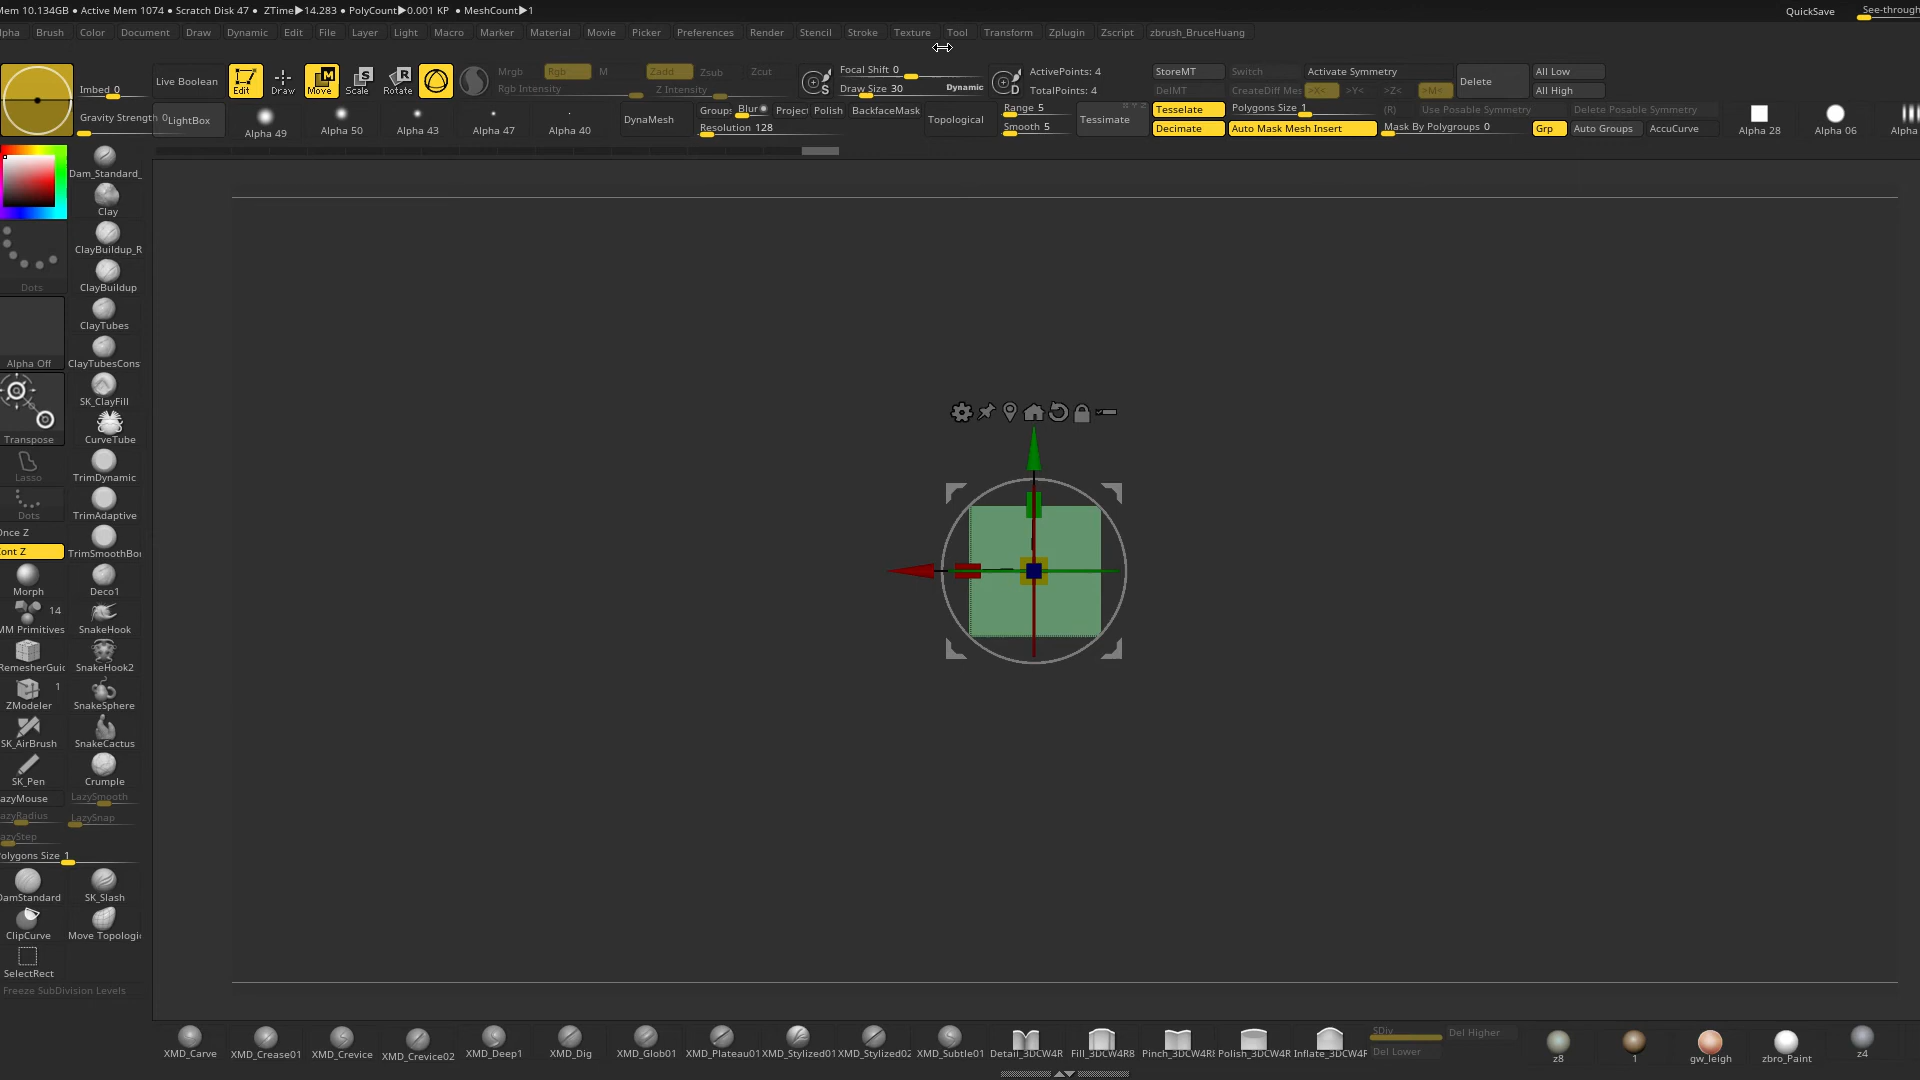 Mem 10.134GB ● Active Mem 1074 ● Scratch Disk 47 ● ZTime▶14.283 ● PolyCount▶0.001 KP ● MeshCount▶1 QuickSave See-through
lpha Brush Color Document Draw Dynamic Edit File Layer Light Macro Marker Material Movie Picker Preferences Render Stencil Stroke Texture Tool Transform Zplugin Zscript zbrush_BruceHuang
Imbed 0 Live Boolean Edit Draw Move Scale Rotate Mrgb Rgb M Zadd Zsub Zcut Focal Shift 0 ActivePoints: 4 StoreMT Switch Activate Symmetry Delete All Low
Rgb Intensity Z Intensity S Draw Size 30 Dynamic D TotalPoints: 4 DelMT CreateDiff Mes >X< >Y< >Z< >M< All High
Gravity Strength 0 LightBox Alpha 49 Alpha 50 Alpha 43 Alpha 47 Alpha 40 DynaMesh Groups Blur Project Polish BackfaceMask Topological Range 5 Tessimate Tesselate Polygons Size 1 (R) Use Posable Symmetry Delete Posable Symmetry Alpha 28 Alpha 06 Alpha
Resolution 128 Smooth 5 Decimate Auto Mask Mesh Insert Mask By Polygroups 0 Grp Auto Groups AccuCurve
Dam_Standard_
Clay
ClayBuildup_R
Dots ClayBuildup
ClayTubes
Alpha Off ClayTubesCons
SK_ClayFill
Transpose CurveTube
Lasso TrimDynamic
Dots TrimAdaptive
Once Z
ont Z TrimSmoothBor
Morph Deco1
14
MM Primitives SnakeHook
RemesherGuid SnakeHook2
1
ZModeler SnakeSphere
SK_AirBrush SnakeCactus
SK_Pen Crumple
azyMouse LazySmooth
azyRadius LazySnap
azyStep
olygons Size 1
DamStandard SK_Slash
ClipCurve Move Topologi
SelectRect
Freeze SubDivision Levels
XMD_Carve XMD_Crease01 XMD_Crevice XMD_Crevice02 XMD_Deep1 XMD_Dig XMD_Glob01 XMD_Plateau01 XMD_Stylized01 XMD_Stylized02 XMD_Subtle01 Detail_3DCW4R Fill_3DCW4R8 Pinch_3DCW4R8 Polish_3DCW4R Inflate_3DCW4R SDiv Del Higher z8 1 gw_leigh zbro_Paint z4
Del Lower